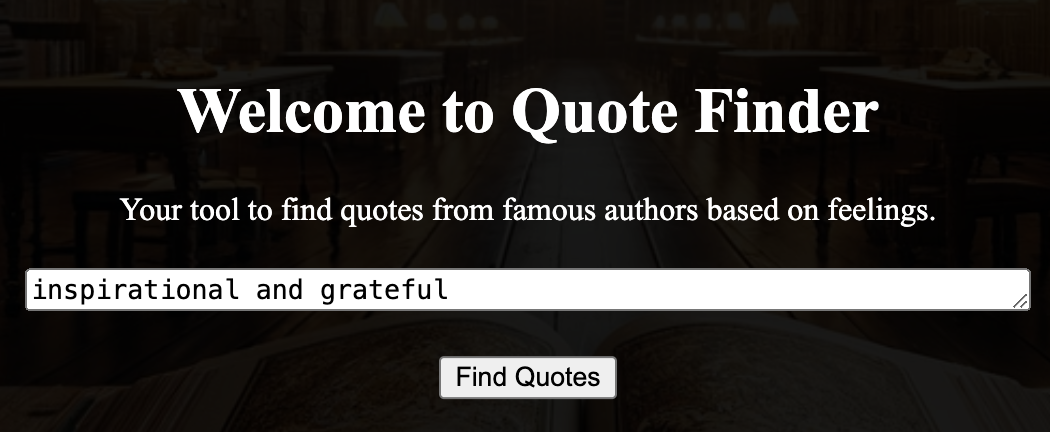 Welcome to Quote Finder
Your tool to find quotes from famous authors based on feelings.
inspirational and grateful
Find Quotes